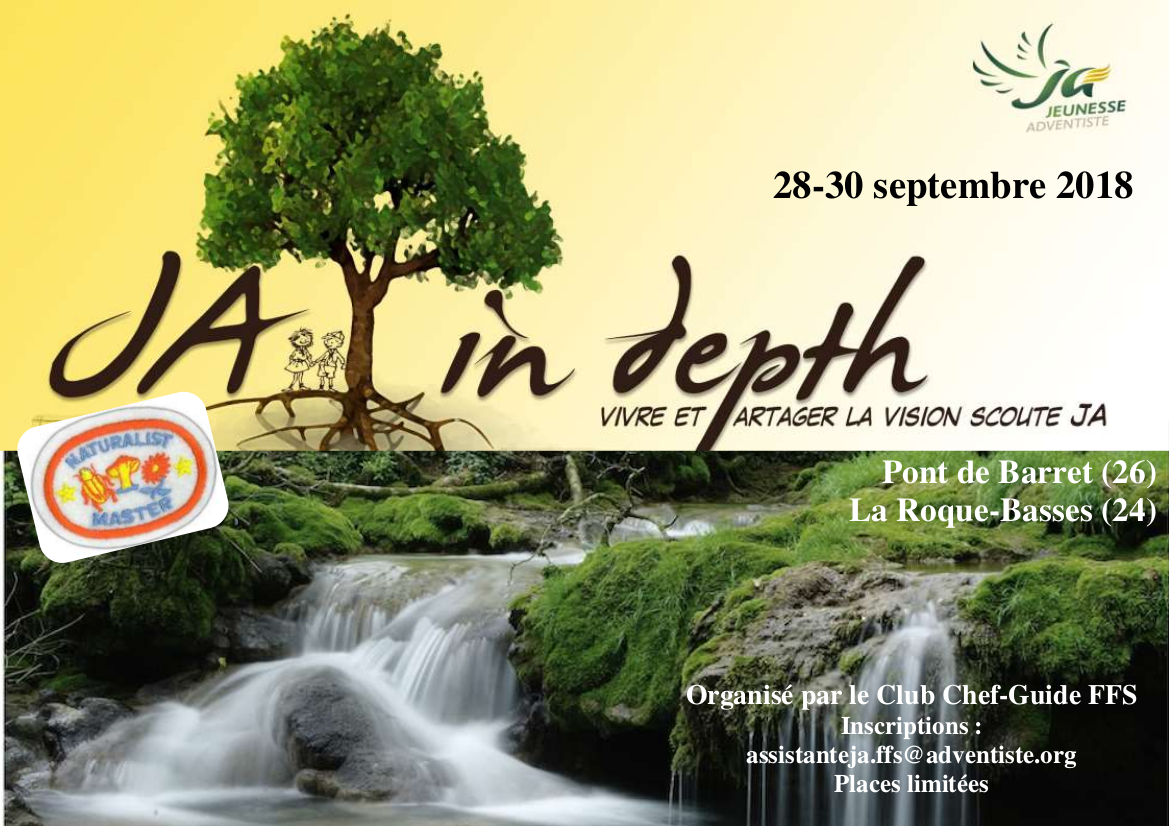 JA
JEUNESSE
ADVENTISTE
28-30 septembre 2018
JA in depth
VIVRE ET PARTAGER LA VISION SCOUTE JA
NATURALIST
MASTER
Pont de Barret (26)
La Roque-Basses (24)
Organisé par le Club Chef-Guide FFS
Inscriptions :
assistanteja.ffs@adventiste.org
Places limitées